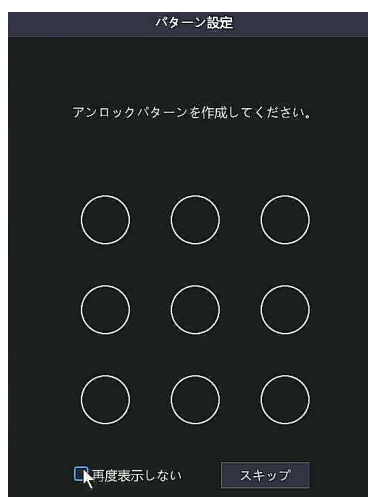 パターン設定
アンロックパターンを作成してください。
再度表示しない
スキップ